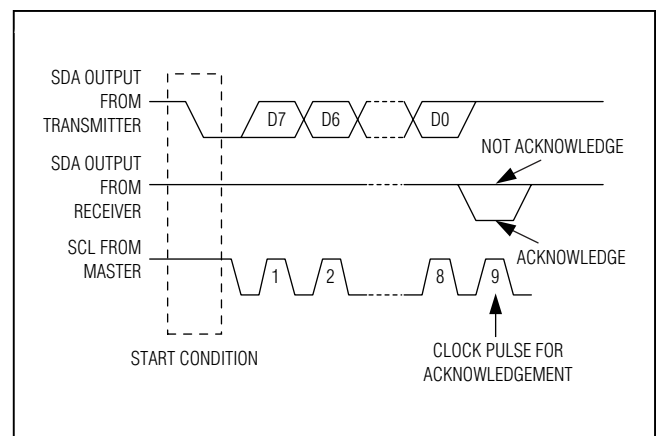 SDA OUTPUT
FROM
TRANSMITTER
D7
D6
D0
NOT ACKNOWLEDGE
SDA OUTPUT
FROM
RECEIVER
ACKNOWLEDGE
SCL FROM
MASTER
1
2
8
9
START CONDITION
CLOCK PULSE FOR
ACKNOWLEDGEMENT